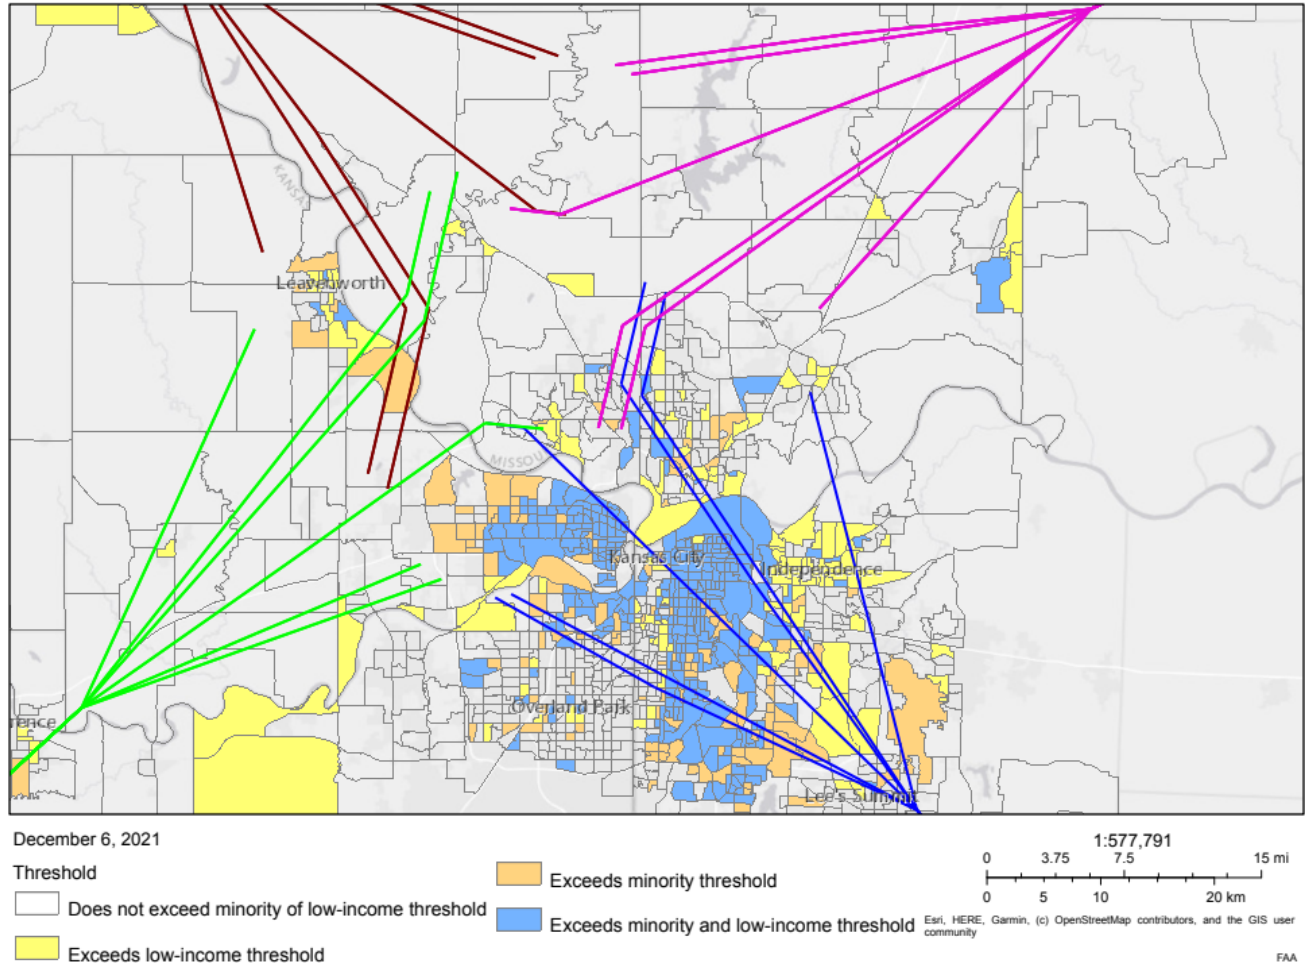 KANSAS
Leavenworth
MISSOU
Kansas City
Independence
Overland Park
rence
Lee's Summit
December 6, 2021
Threshold
Does not exceed minority of low-income threshold
Exceeds low-income threshold
Exceeds minority threshold
Exceeds minority and low-income threshold
1:577,791
0 3.75 7.5 15 mi
0 5 10 20 km
Esri, HERE, Garmin, (c) OpenStreetMap contributors, and the GIS user
community
FAA